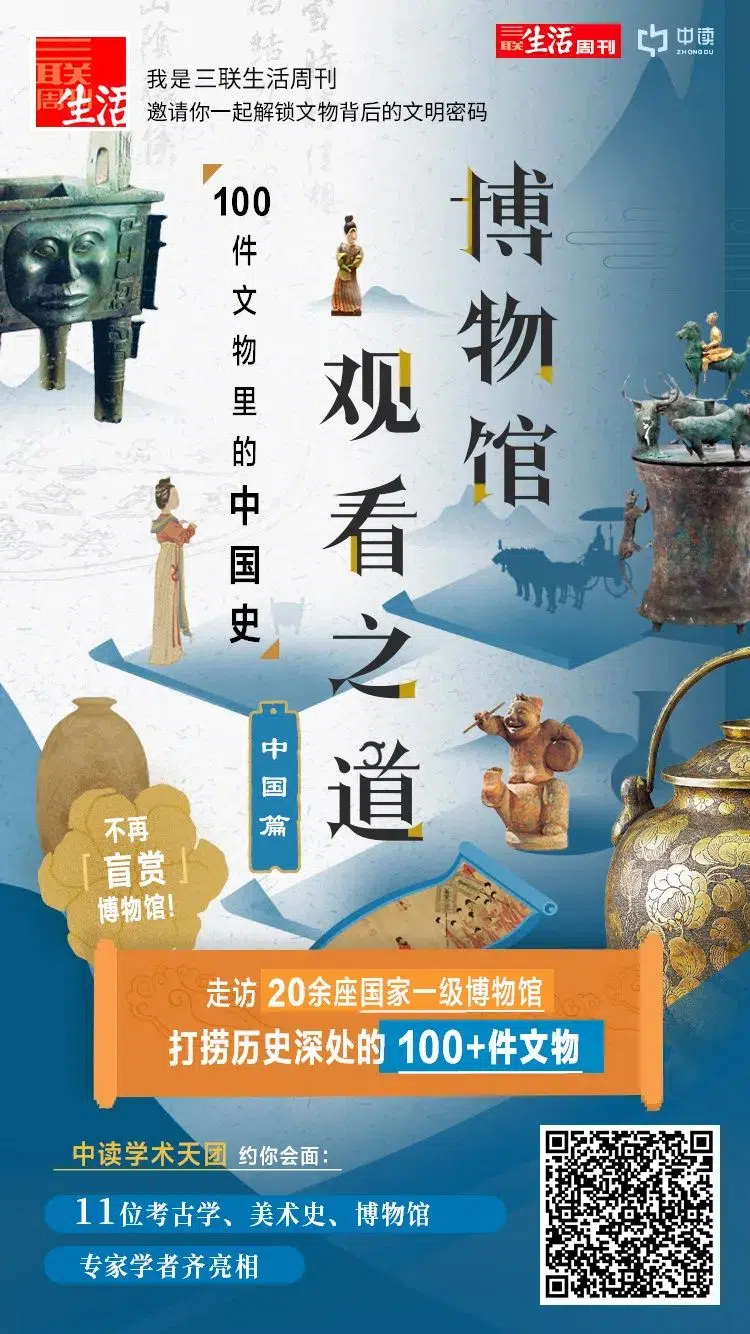 三联生活周刊
三联生活周刊
中读
ZHONGDU
我是三联生活周刊
邀请你一起解锁文物背后的文明密码
博物馆
观看之道
100件文物里的中国史
中国篇
不再
「盲赏」
博物馆!
走访 20余座国家一级博物馆
打捞历史深处的 100+件文物
中读学术天团 约你会面:
11位考古学、美术史、博物馆
专家学者齐亮相